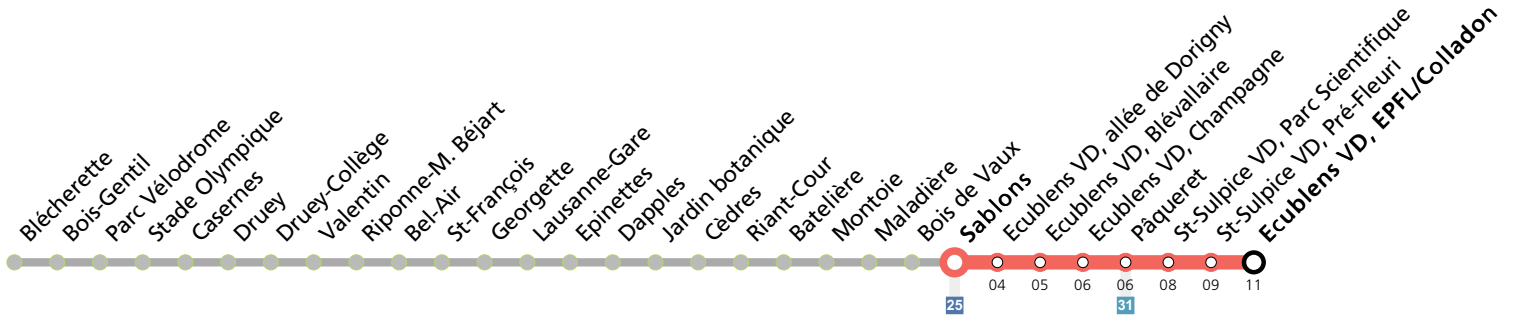 Blécherette
Bois-Gentil
Parc Vélodrome
Stade Olympique
Casernes
Druey
Druey-Collège
Valentin
Riponne-M. Béjart
Bel-Air
St-François
Georgette
Lausanne-Gare
Epinettes
Dapples
Jardin botanique
Cèdres
Riant-Cour
Batelière
Montoie
Maladière
Bois de Vaux
Sablons
Ecublens VD, allée de Dorigny
Ecublens VD, Blévallaire
Ecublens VD, Champagne
Pâqueret
St-Sulpice VD, Parc Scientifique
St-Sulpice VD, Pré-Fleuri
Ecublens VD, EPFL/Colladon
04 05 06 06 08 09 11
25 31